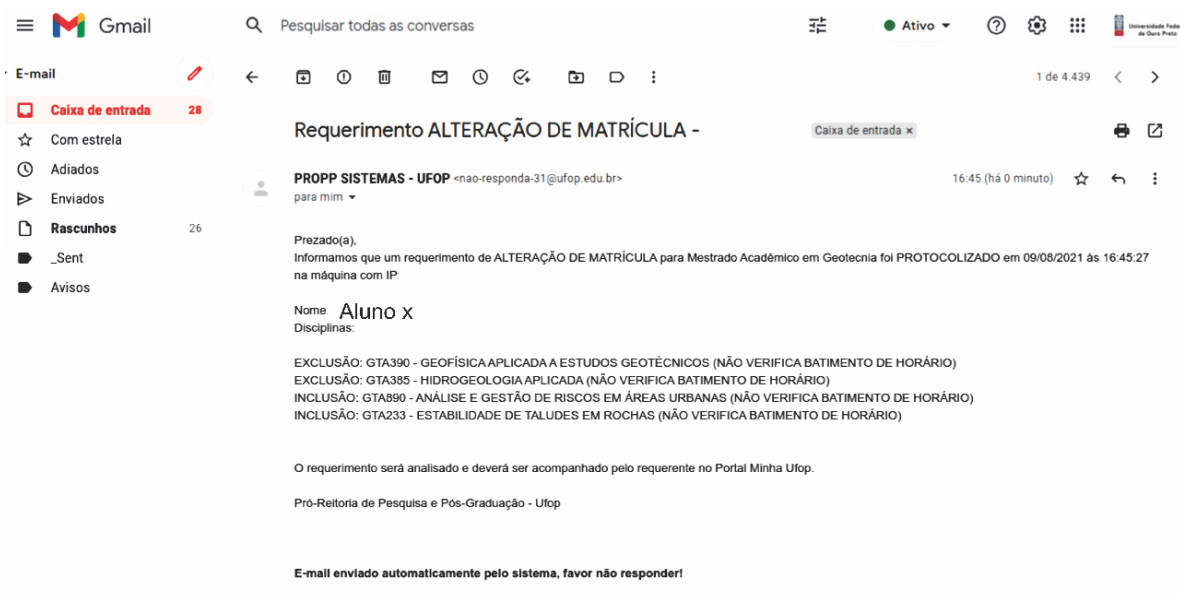 Gmail
Pesquisar todas as conversas
Ativo
Universidade Fede
de Ouro Preto
E-mail
1 de 4.439
Caixa de entrada 28
Com estrela
Adiados
Enviados
Rascunhos 26
_Sent
Avisos
Requerimento ALTERAÇÃO DE MATRÍCULA - Caixa de entrada x
PROPP SISTEMAS - UFOP <nao-responda-31@ufop.edu.br> 16:45 (há 0 minuto)
para mim
Prezado(a),
Informamos que um requerimento de ALTERAÇÃO DE MATRÍCULA para Mestrado Acadêmico em Geotecnia foi PROTOCOLIZADO em 09/08/2021 às 16:45:27
na máquina com IP:
Nome: Aluno x
Disciplinas:
EXCLUSÃO: GTA390 - GEOFÍSICA APLICADA A ESTUDOS GEOTÉCNICOS (NÃO VERIFICA BATIMENTO DE HORÁRIO)
EXCLUSÃO: GTA385 - HIDROGEOLOGIA APLICADA (NÃO VERIFICA BATIMENTO DE HORÁRIO)
INCLUSÃO: GTA890 - ANÁLISE E GESTÃO DE RISCOS EM ÁREAS URBANAS (NÃO VERIFICA BATIMENTO DE HORÁRIO)
INCLUSÃO: GTA233 - ESTABILIDADE DE TALUDES EM ROCHAS (NÃO VERIFICA BATIMENTO DE HORÁRIO)
O requerimento será analisado e deverá ser acompanhado pelo requerente no Portal Minha Ufop.
Pró-Reitoria de Pesquisa e Pós-Graduação - Ufop
E-mail enviado automaticamente pelo sistema, favor não responder!